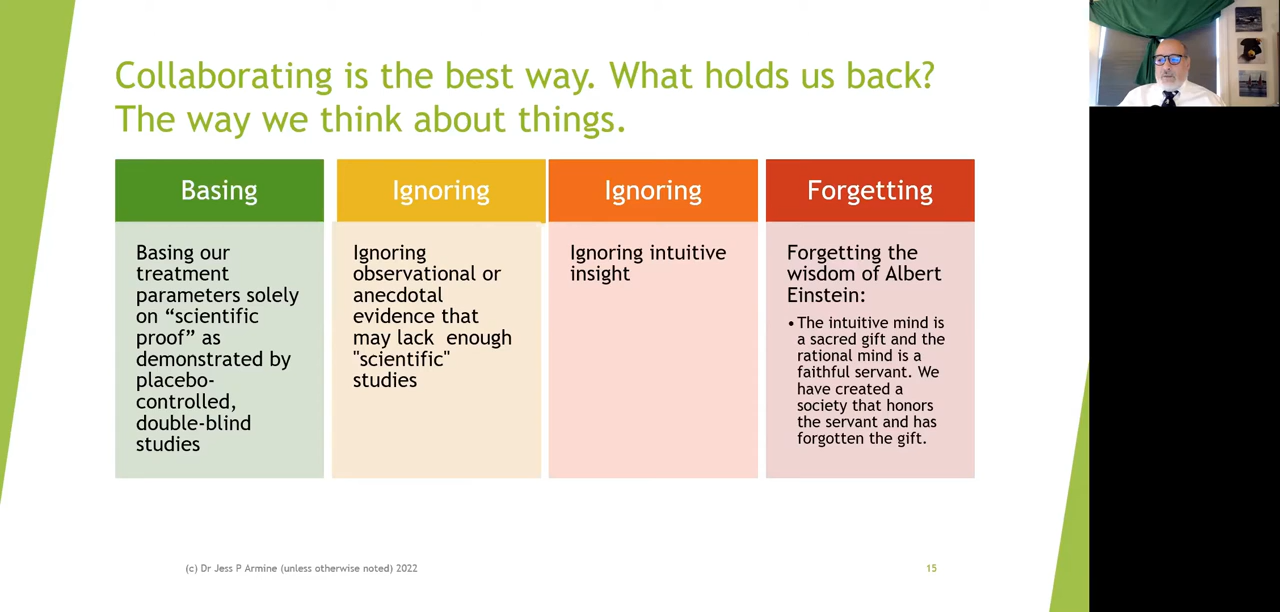 Collaborating is the best way. What holds us back?
The way we think about things.
Basing
Basing our
treatment
parameters solely
on “scientific
proof” as
demonstrated by
placebo-
controlled,
double-blind
studies
Ignoring
Ignoring
observational or
anecdotal
evidence that
may lack enough
"scientific"
studies
Ignoring
Ignoring intuitive
insight
Forgetting
Forgetting the
wisdom of Albert
Einstein:
• The intuitive mind is
a sacred gift and the
rational mind is a
faithful servant. We
have created a
society that honors
the servant and has
forgotten the gift.
(c) Dr Jess P Armine (unless otherwise noted) 2022
15